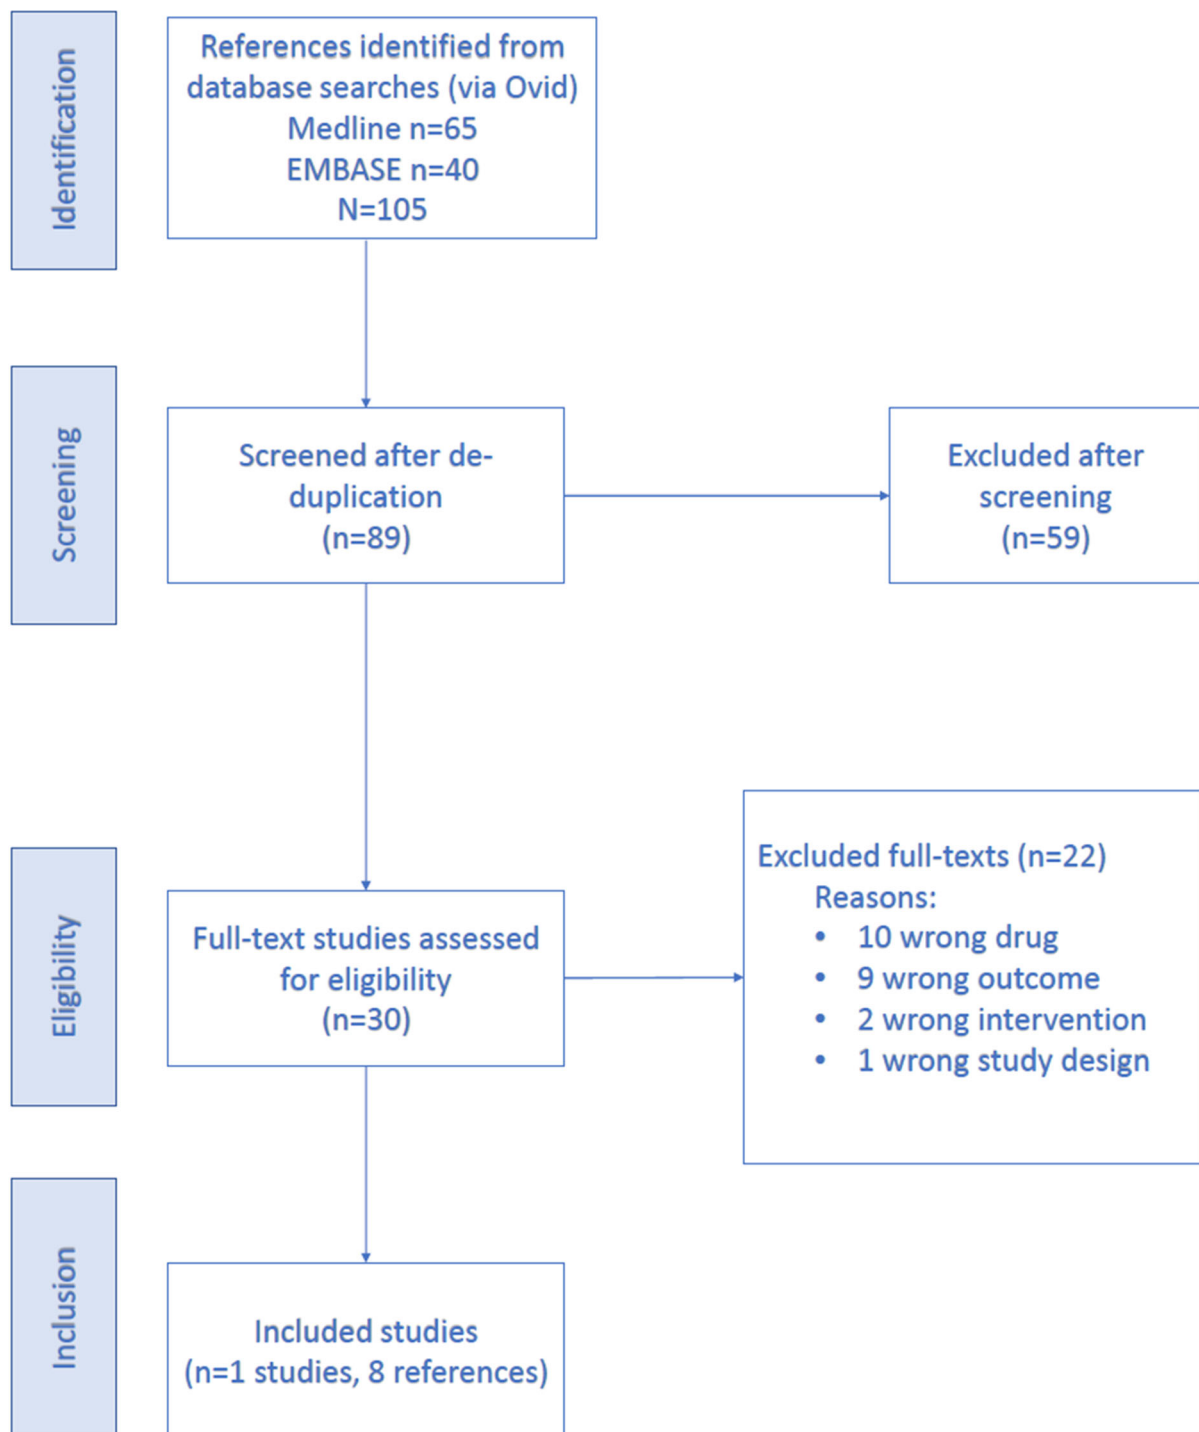 Identification
References identified from
database searches (via Ovid)
Medline n=65
EMBASE n=40
N=105
Screening
Screened after de-
duplication
(n=89)
Excluded after
screening
(n=59)
Eligibility
Full-text studies assessed
for eligibility
(n=30)
Excluded full-texts (n=22)
Reasons:
• 10 wrong drug
• 9 wrong outcome
• 2 wrong intervention
• 1 wrong study design
Inclusion
Included studies
(n=1 studies, 8 references)